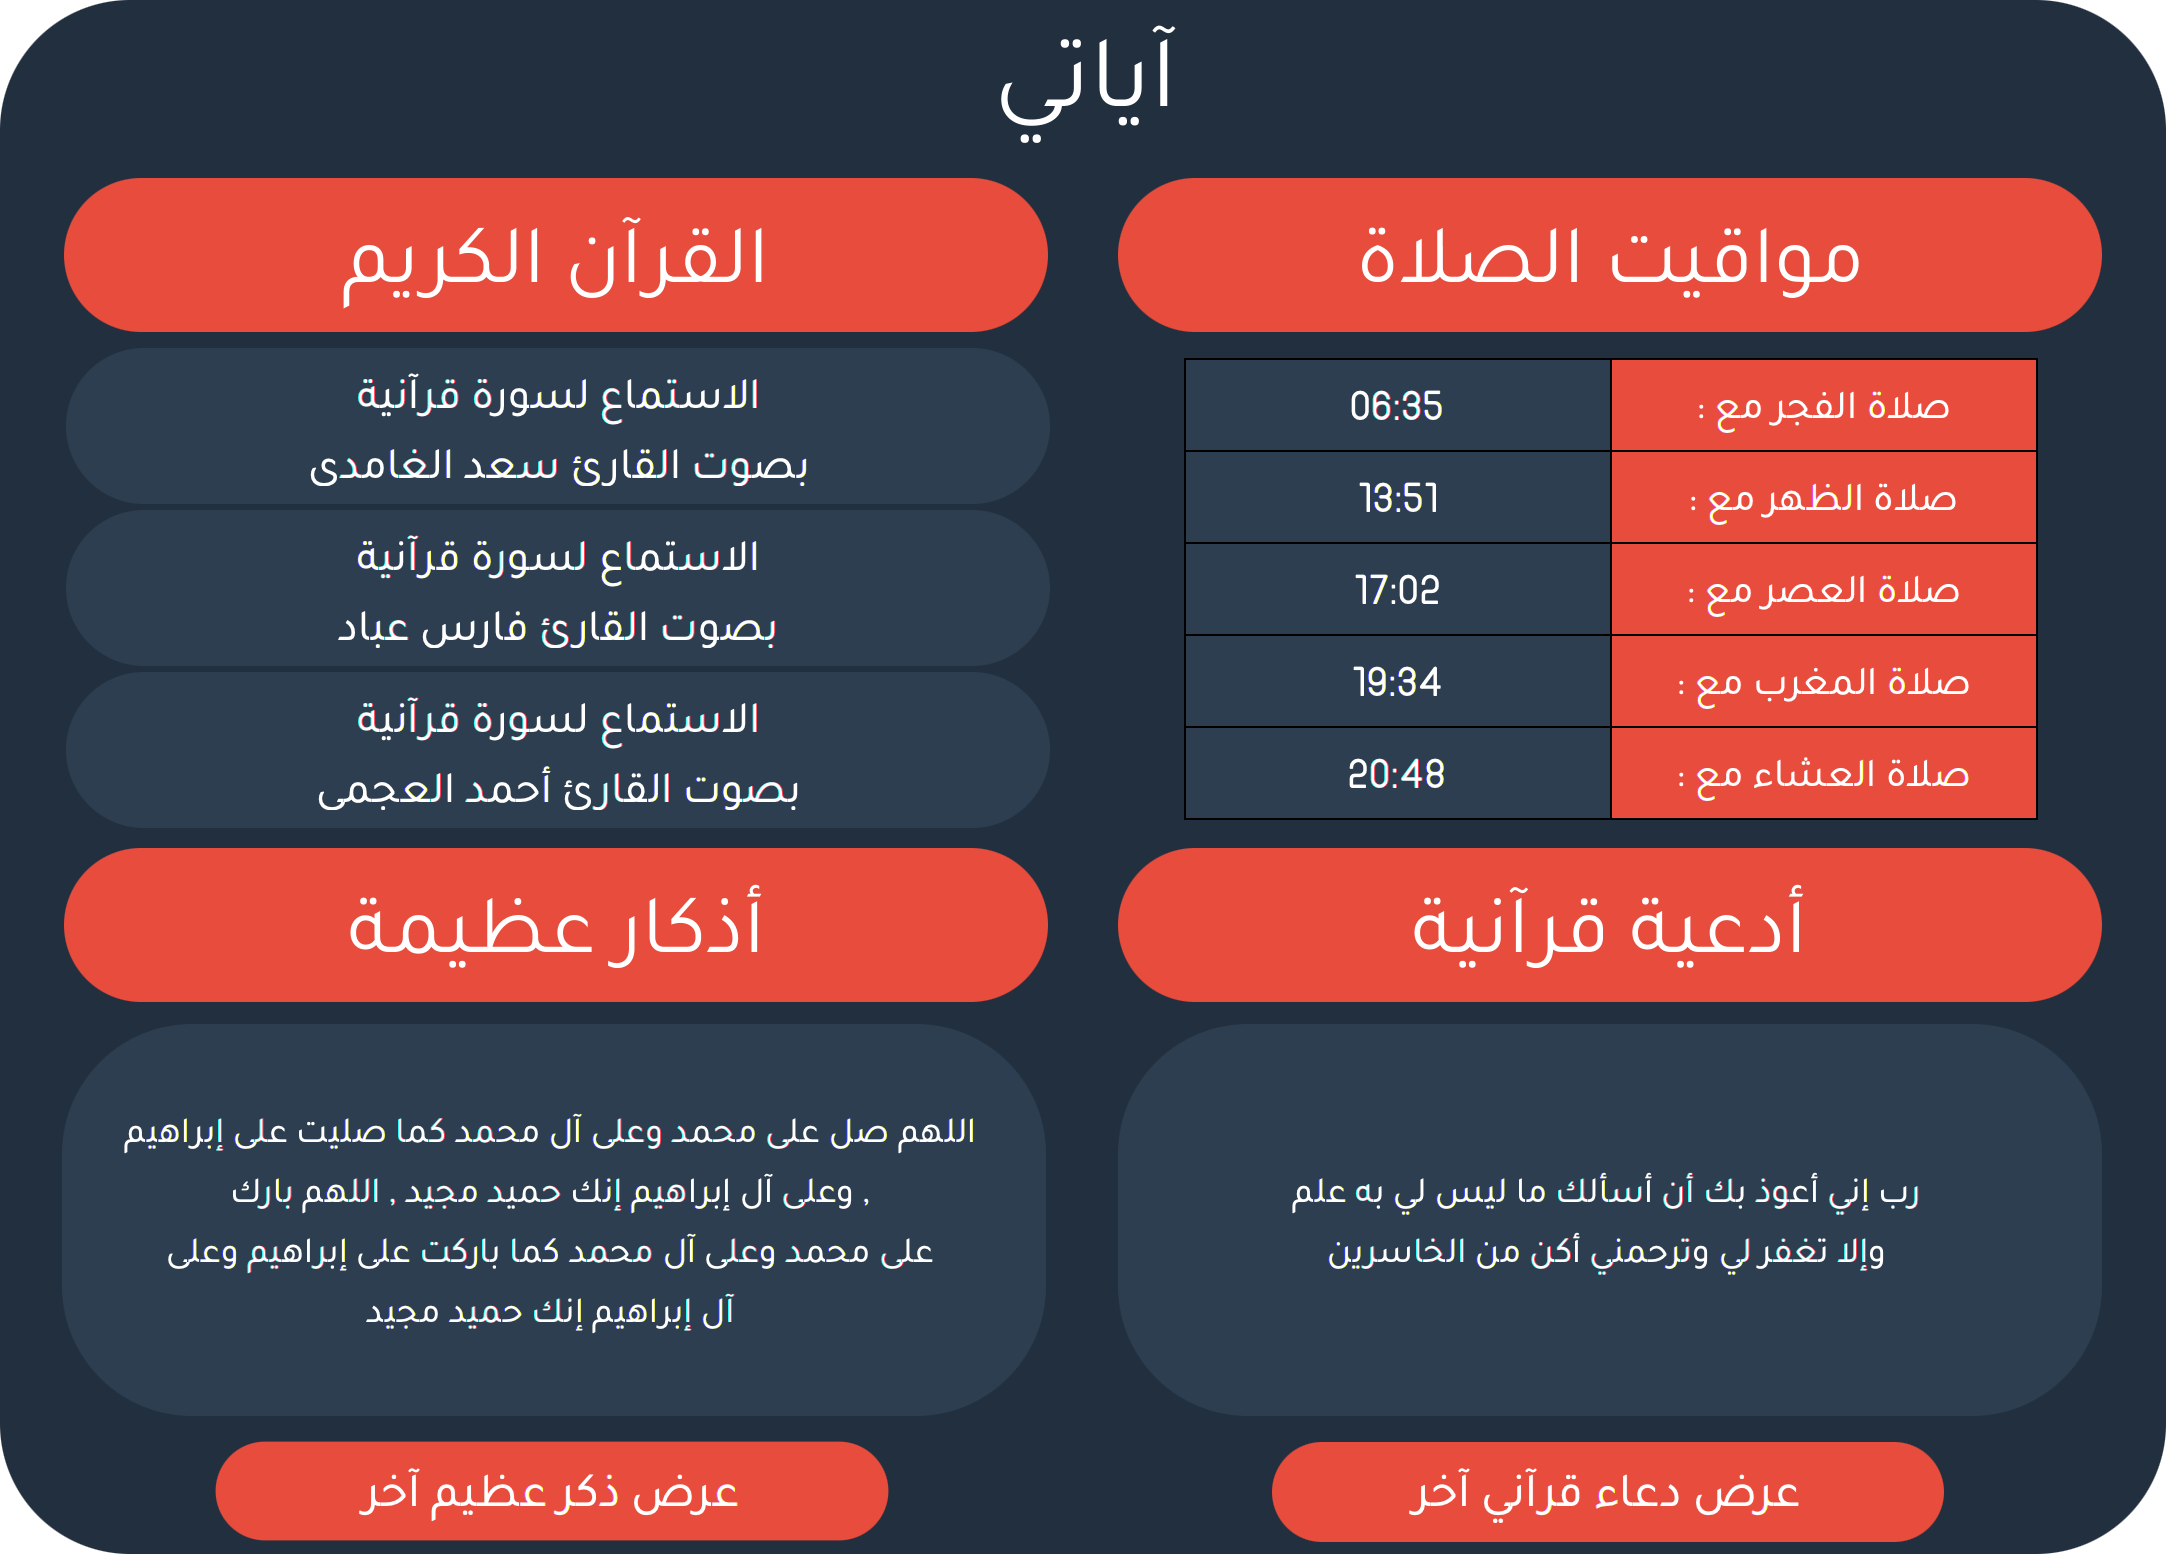 آياتي
مواقيت الصلاة
صلاة الفجر مع : 06:35
صلاة الظهر مع : 13:51
صلاة العصر مع : 17:02
صلاة المغرب مع : 19:34
صلاة العشاء مع : 20:48
القرآن الكريم
الاستماع لسورة قرآنية
بصوت القارئ سعد الغامدى
الاستماع لسورة قرآنية
بصوت القارئ فارس عباد
الاستماع لسورة قرآنية
بصوت القارئ أحمد العجمى
أدعية قرآنية
رب إني أعوذ بك أن أسألك ما ليس لي به علم
وإلا تغفر لي وترحمني أكن من الخاسرين
عرض دعاء قرآني آخر
أذكار عظيمة
اللهم صل على محمد وعلى آل محمد كما صليت على إبراهيم
, وعلى آل إبراهيم إنك حميد مجيد , اللهم بارك
على محمد وعلى آل محمد كما باركت على إبراهيم وعلى
آل إبراهيم إنك حميد مجيد
عرض ذكر عظيم آخر